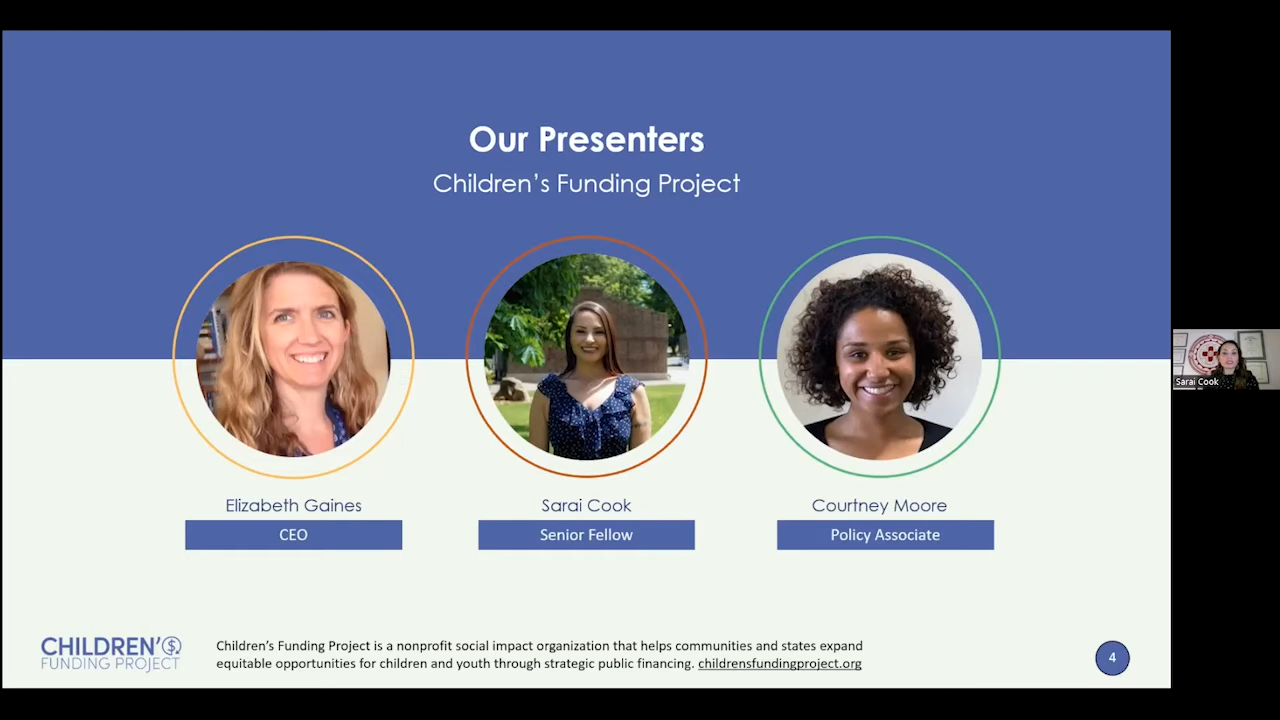 Our Presenters
Children's Funding Project
Elizabeth Gaines
Sarai Cook
Courtney Moore
CEO
Senior Fellow
Policy Associate
Sarai Cook
CHILDREN'$
FUNDING PROJECT
Children's Funding Project is a nonprofit social impact organization that helps communities and states expand
equitable opportunities for children and youth through strategic public financing. childrensfundingproject.org
4